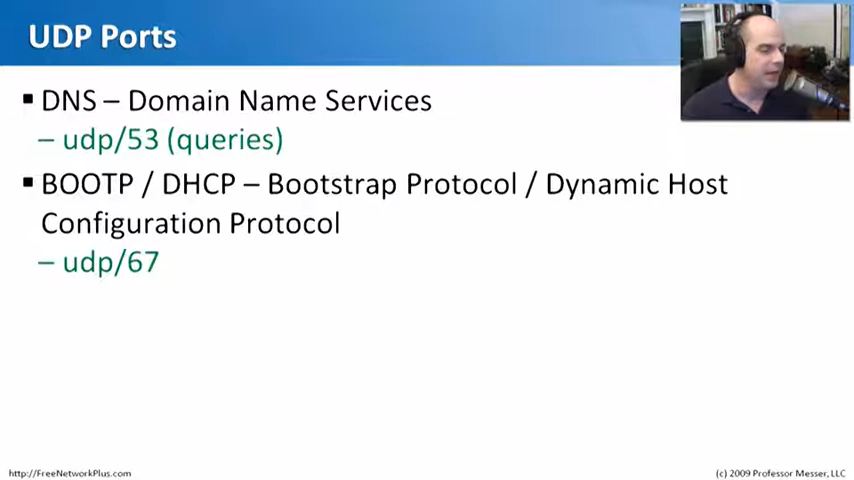 UDP Ports
▪ DNS – Domain Name Services
– udp/53 (queries)
▪ BOOTP / DHCP – Bootstrap Protocol / Dynamic Host
Configuration Protocol
– udp/67
http://FreeNetworkPlus.com
(c) 2009 Professor Messer, LLC